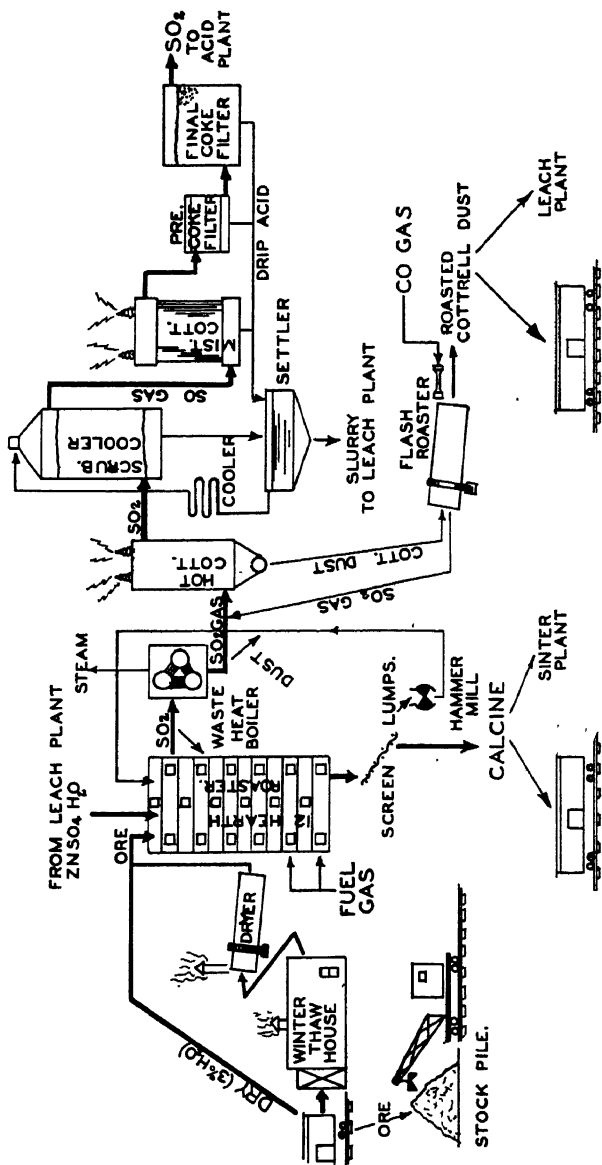 FROM LEACH PLANT
ZNSO4 H2O
ORE
DRY (3% H2O)
DRYER
WINTER
THAW
HOUSE
ORE
STOCK PILE.
FUEL
GAS
12
HEARTH
ROASTER
SO2
WASTE
HEAT
BOILER
STEAM
SO2 GAS
DUST
SCREEN
LUMPS.
HAMMER
MILL
CALCINE
SINTER
PLANT
HOT
COTT.
SO2
SCRUB.
COOLER
COOLER
SO GAS
MIST.
COTT.
PRE.
COKE
FILTER
FINAL
COKE
FILTER
SO2
TO
ACID
PLANT
DRIP ACID
SETTLER
SLURRY
TO LEACH PLANT
COTT. DUST
SO2 GAS
FLASH
ROASTER
CO GAS
ROASTED
COTTRELL DUST
LEACH
PLANT